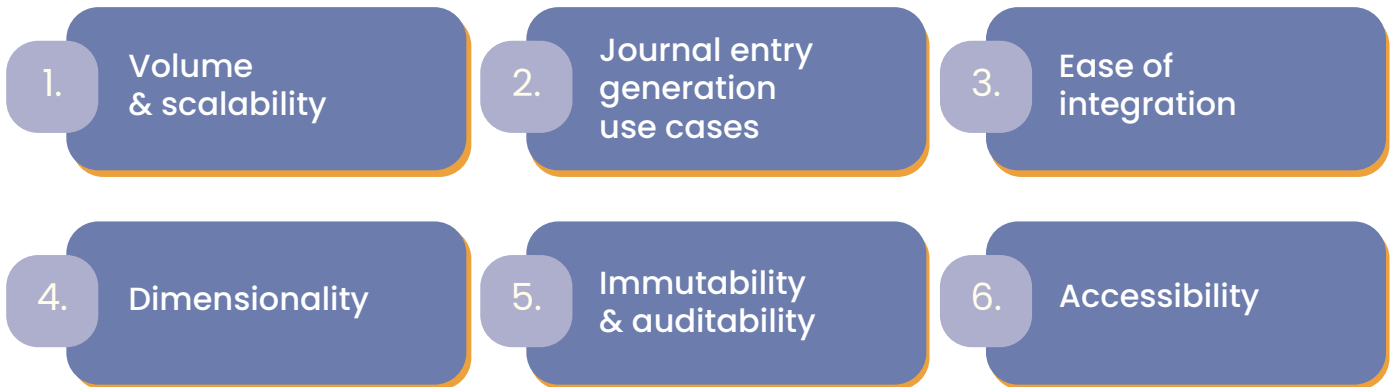 1.
Volume
& scalability
2.
Journal entry
generation
use cases
3.
Ease of
integration
4.
Dimensionality
5.
Immutability
& auditability
6.
Accessibility